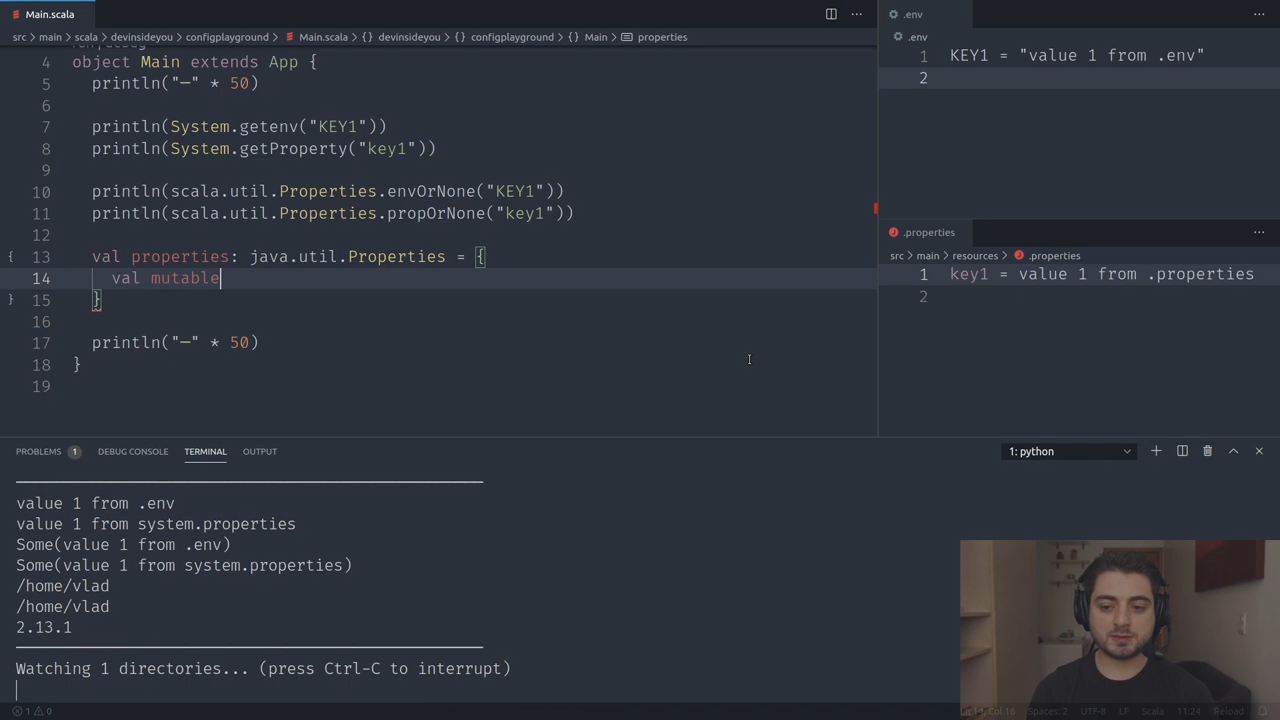 Main.scala
src > main > scala > devinsideyou > configplayground > Main.scala > {} devinsideyou > {} configplayground > {} Main > properties
4 object Main extends App {
5 println("—" * 50)
6
7 println(System.getenv("KEY1"))
8 println(System.getProperty("key1"))
9
10 println(scala.util.Properties.envOrNone("KEY1"))
11 println(scala.util.Properties.propOrNone("key1"))
12
13 val properties: java.util.Properties = {
14 val mutable
15 }
16
17 println("—" * 50)
18 }
19
.env
.env
1 KEY1 = "value 1 from .env"
2
.properties
src > main > resources > .properties
1 key1 = value 1 from .properties
2
PROBLEMS 1 DEBUG CONSOLE TERMINAL OUTPUT 1: python
value 1 from .env
value 1 from system.properties
Some(value 1 from .env)
Some(value 1 from system.properties)
/home/vlad
/home/vlad
2.13.1
Watching 1 directories... (press Ctrl-C to interrupt)
1 0 Ln 14, Col 16 Spaces: 2 UTF-8 LF Scala 11:24 Reload